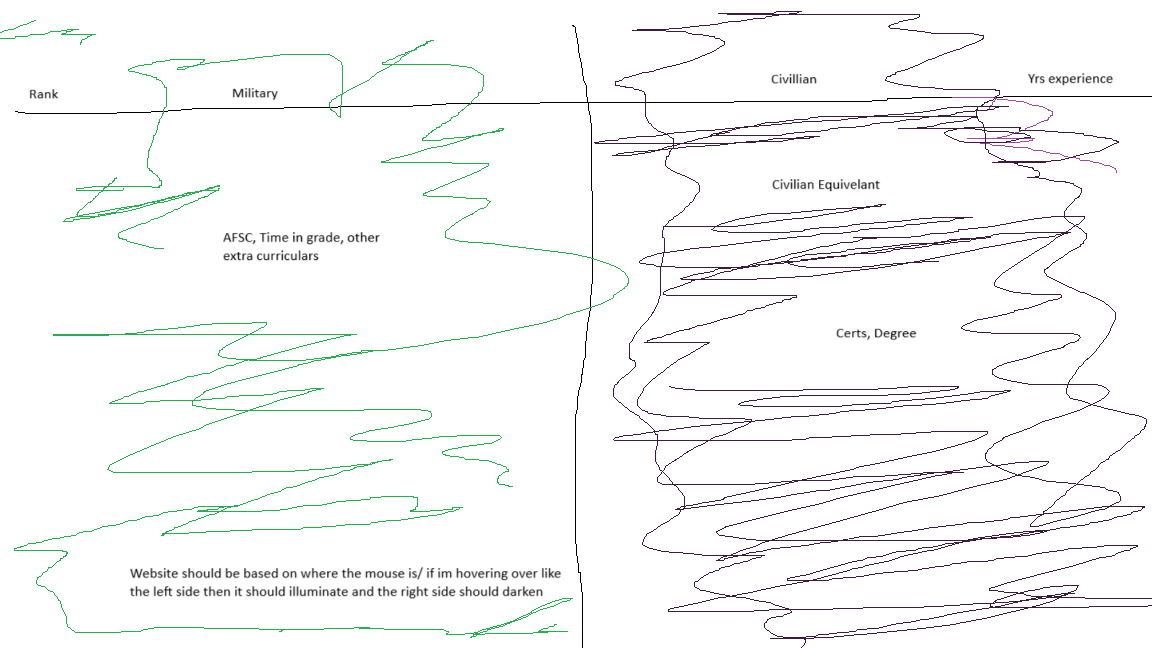 Rank
Military
Civillian
Yrs experience
Civilian Equivelant
AFSC, Time in grade, other
extra curriculars
Certs, Degree
Website should be based on where the mouse is/ if im hovering over like
the left side then it should illuminate and the right side should darken